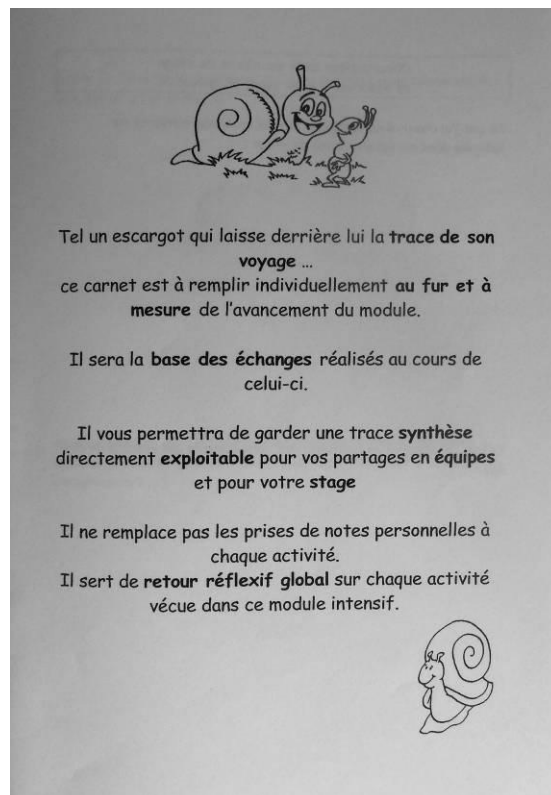 Tel un escargot qui laisse derrière lui la trace de son
voyage ...
ce carnet est à remplir individuellement au fur et à
mesure de l'avancement du module.
Il sera la base des échanges réalisés au cours de
celui-ci.
Il vous permettra de garder une trace synthèse
directement exploitable pour vos partages en équipes
et pour votre stage
Il ne remplace pas les prises de notes personnelles à
chaque activité.
Il sert de retour réflexif global sur chaque activité
vécue dans ce module intensif.